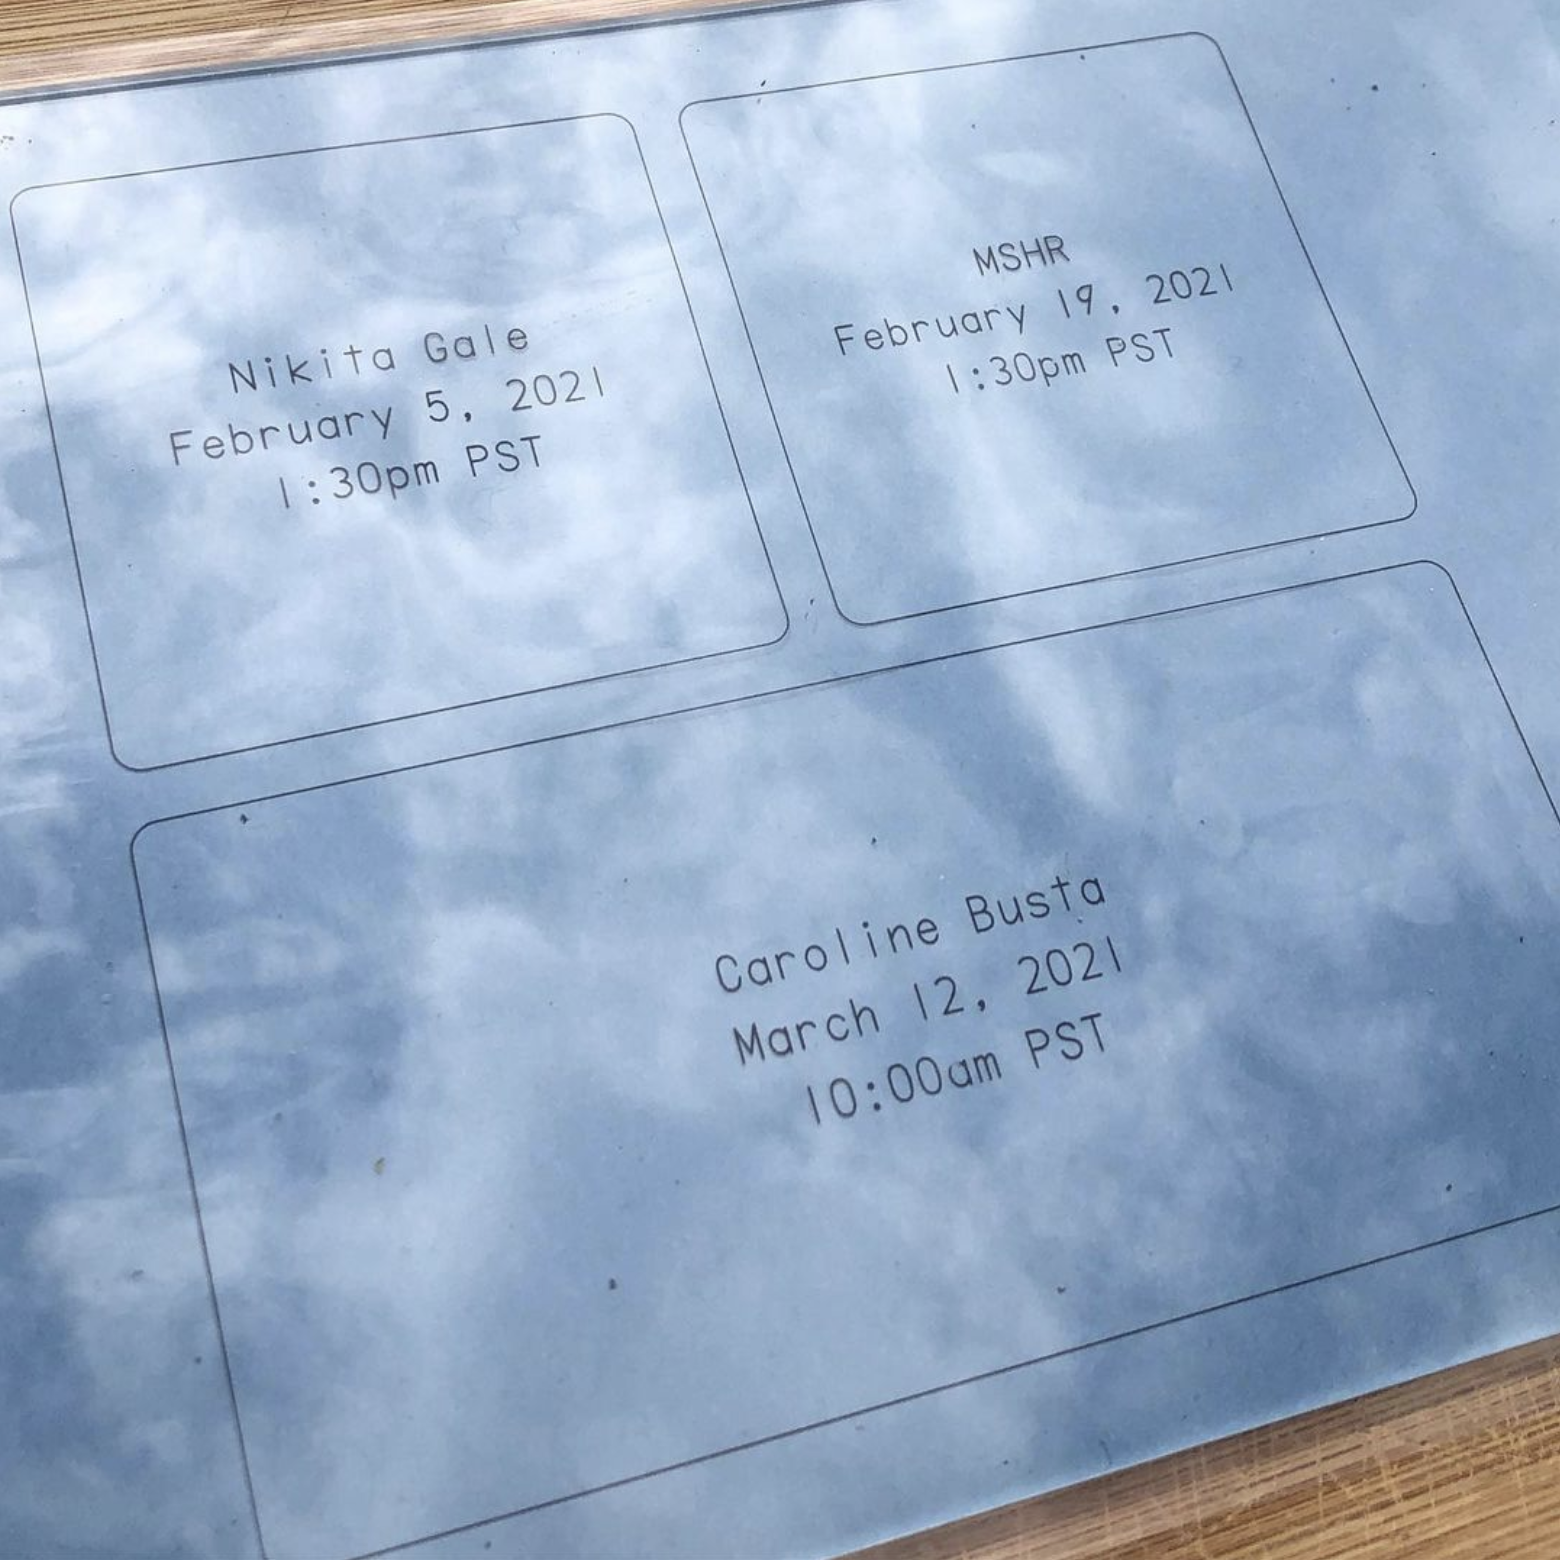 Nikita Gale
February 5, 2021
1:30pm PST
MSHR
February 19, 2021
1:30pm PST
Caroline Busta
March 12, 2021
10:00am PST